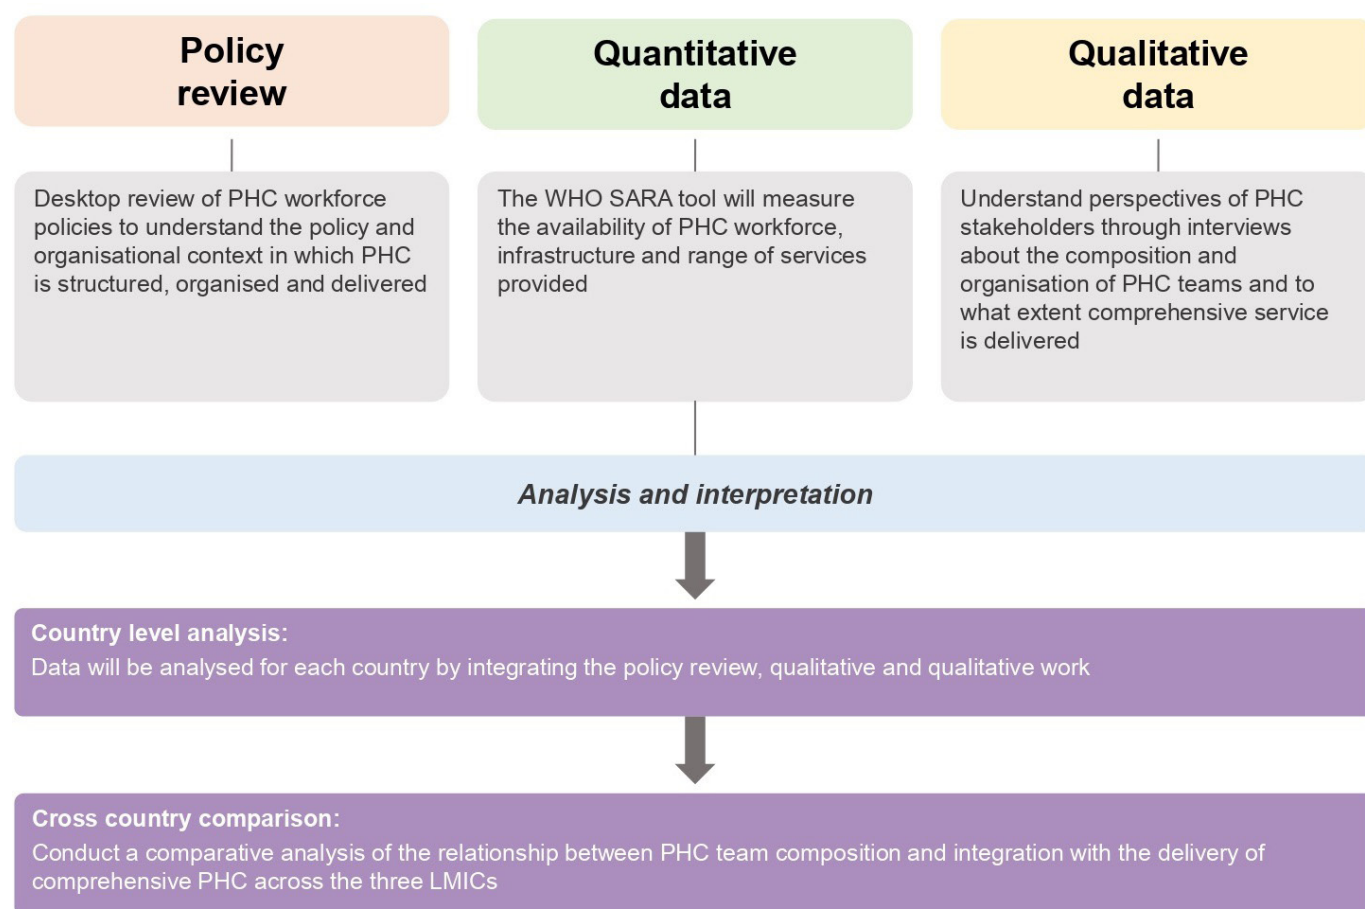 Policy
review
Quantitative
data
Qualitative
data
Desktop review of PHC workforce
policies to understand the policy and
organisational context in which PHC
is structured, organised and delivered
The WHO SARA tool will measure
the availability of PHC workforce,
infrastructure and range of services
provided
Understand perspectives of PHC
stakeholders through interviews
about the composition and
organisation of PHC teams and to
what extent comprehensive service
is delivered
Analysis and interpretation
Country level analysis:
Data will be analysed for each country by integrating the policy review, qualitative and qualitative work
Cross country comparison:
Conduct a comparative analysis of the relationship between PHC team composition and integration with the delivery of
comprehensive PHC across the three LMICs